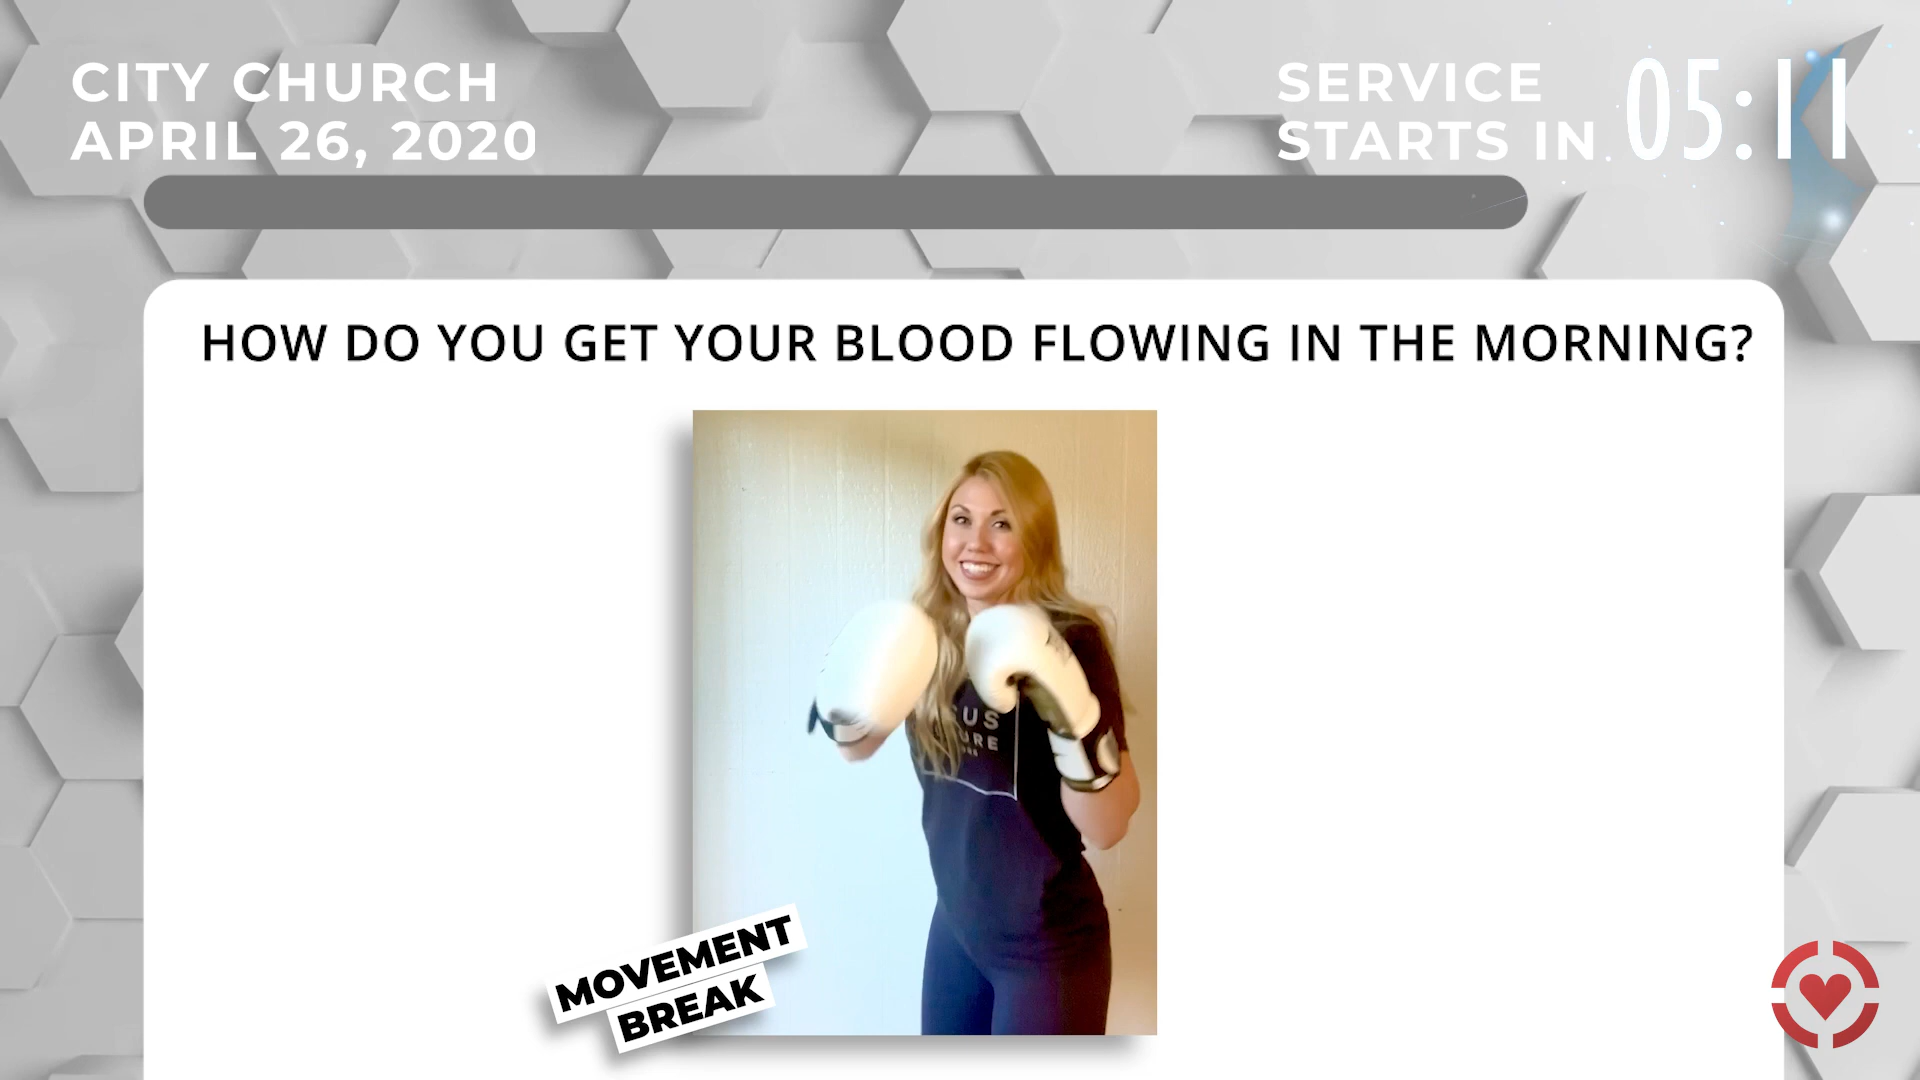 CITY CHURCH
APRIL 26, 2020
SERVICE
STARTS IN
05:11
HOW DO YOU GET YOUR BLOOD FLOWING IN THE MORNING?
MOVEMENT
BREAK